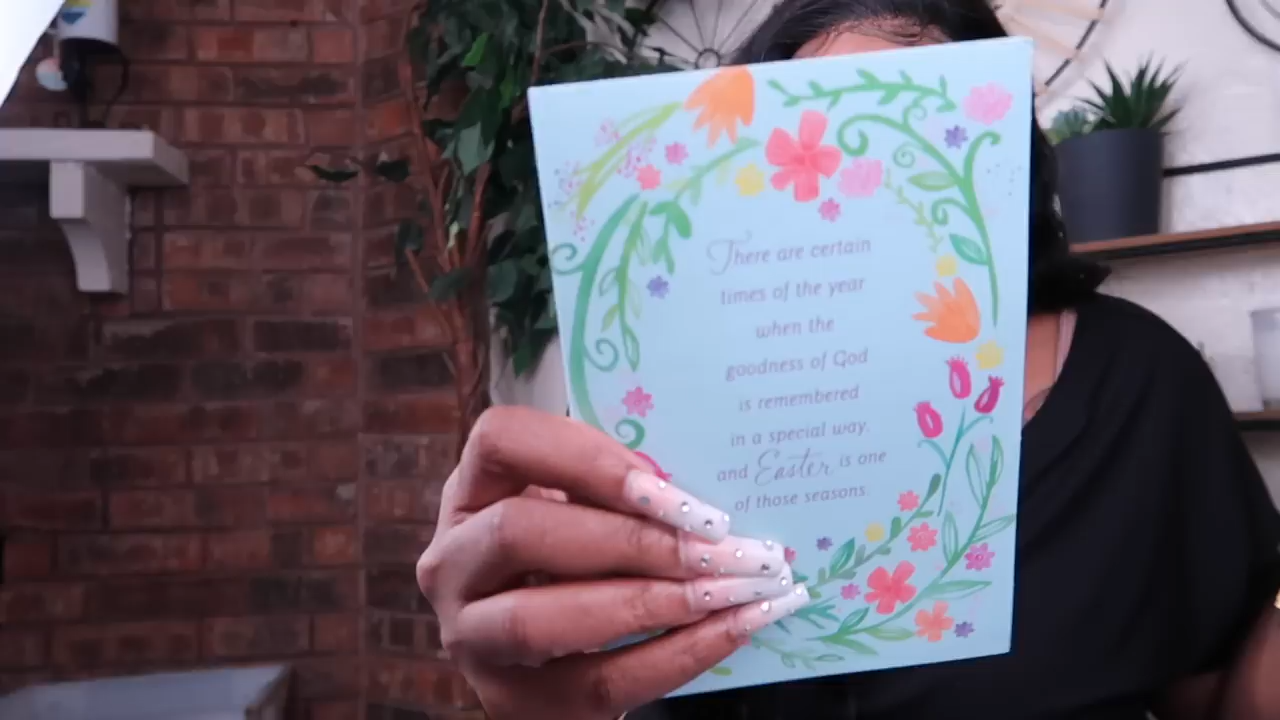 There are certain
times of the year
when the
goodness of God
is remembered
in a special way,
and Easter is one
of those seasons.